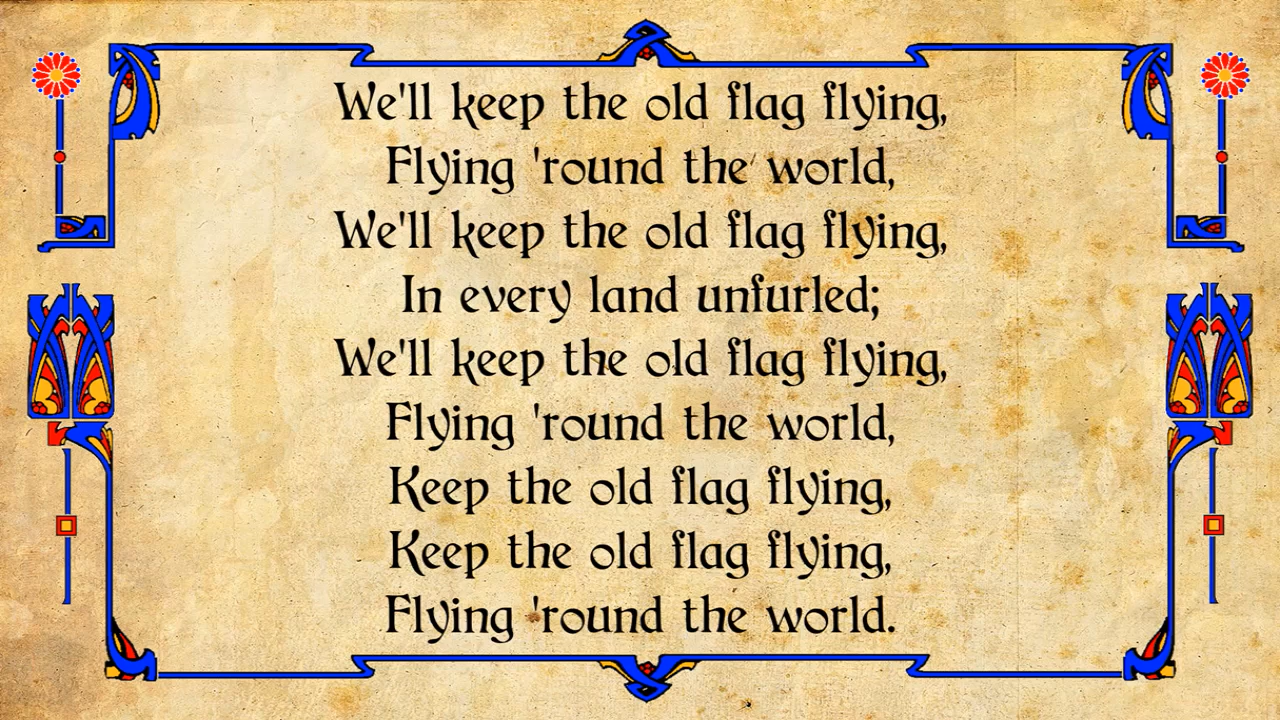 We'll keep the old flag flying,
Flying 'round the world,
We'll keep the old flag flying,
In every land unfurled;
We'll keep the old flag flying,
Flying 'round the world,
Keep the old flag flying,
Keep the old flag flying,
Flying 'round the world.